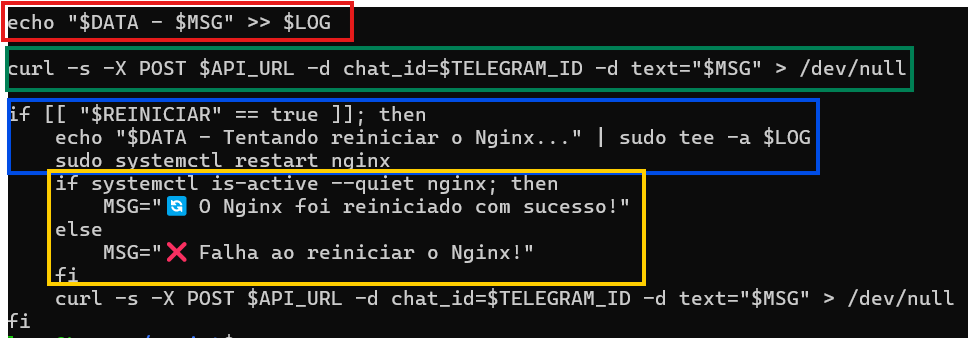 echo "$DATA - $MSG" >> $LOG
curl -s -X POST $API_URL -d chat_id=$TELEGRAM_ID -d text="$MSG" > /dev/null
if [[ "$REINICIAR" == true ]]; then
    echo "$DATA - Tentando reiniciar o Nginx..." | sudo tee -a $LOG
    sudo systemctl restart nginx
    if systemctl is-active --quiet nginx; then
        MSG="🔄 O Nginx foi reiniciado com sucesso!"
    else
        MSG="❌ Falha ao reiniciar o Nginx!"
    fi
    curl -s -X POST $API_URL -d chat_id=$TELEGRAM_ID -d text="$MSG" > /dev/null
fi